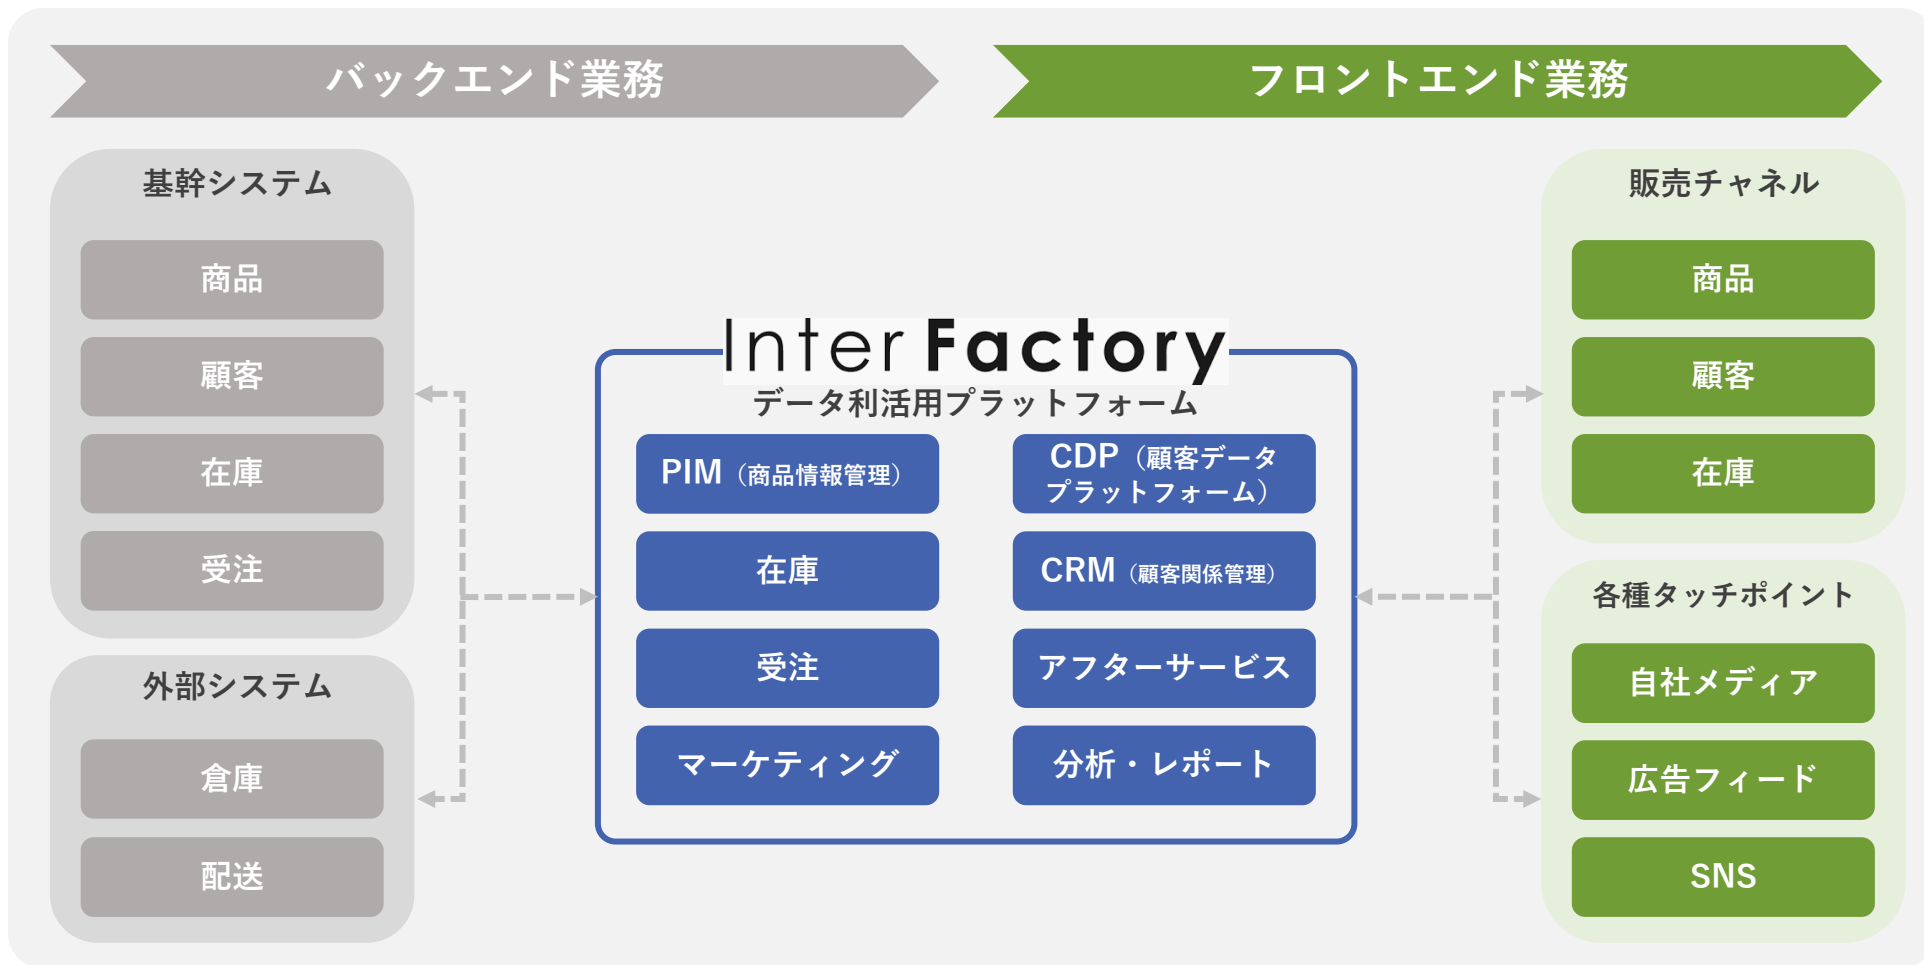 バックエンド業務
フロントエンド業務
基幹システム
商品
顧客
在庫
受注
外部システム
倉庫
配送
Inter Factory
データ利活用プラットフォーム
PIM（商品情報管理）
CDP（顧客データ
プラットフォーム）
在庫
CRM（顧客関係管理）
受注
アフターサービス
マーケティング
分析・レポート
販売チャネル
商品
顧客
在庫
各種タッチポイント
自社メディア
広告フィード
SNS